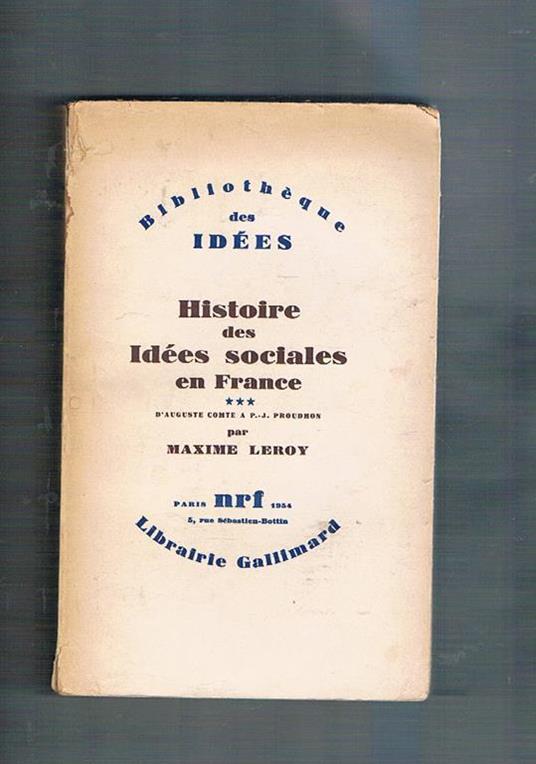 Bibliothèque
des
IDÉES
Histoire
des
Idées sociales
en France
★★★
D'AUGUSTE COMTE A P.-J. PROUDHON
par
MAXIME LEROY
PARIS nrf 1954
5, rue Sébastien-Bottin
Librairie Gallimard